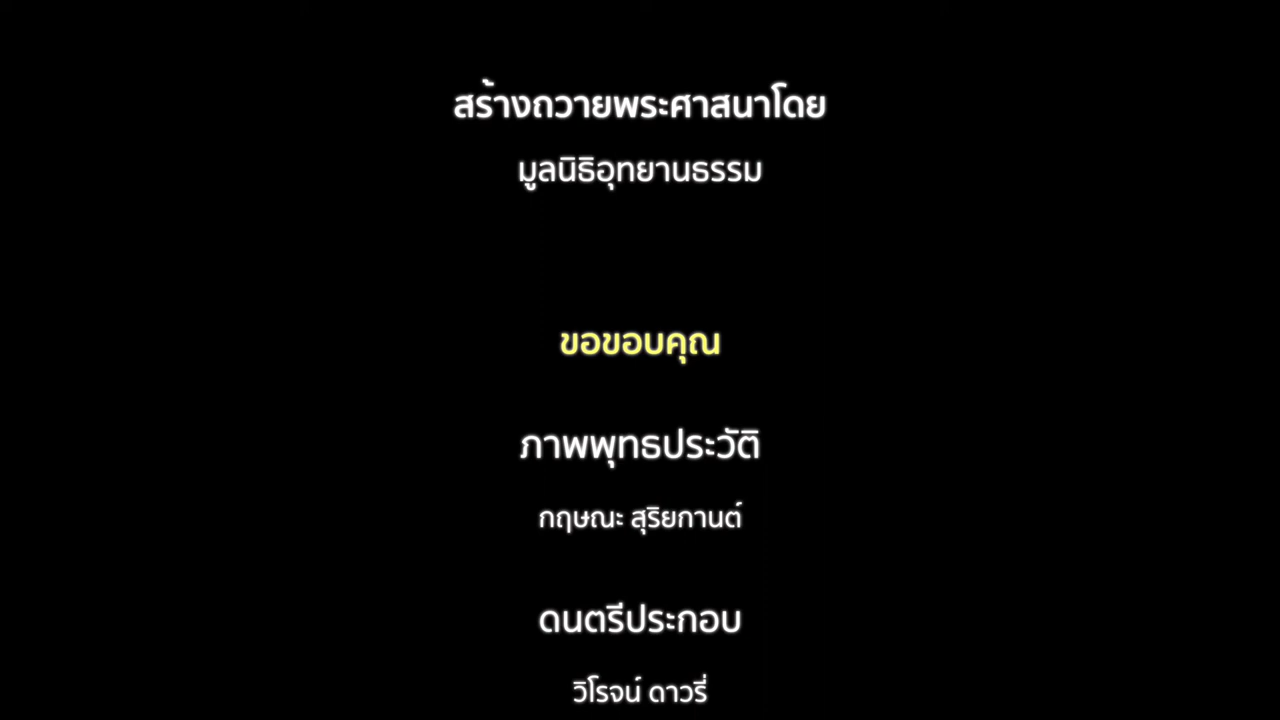 สร้างถวายพระศาสนาโดย
มูลนิธิอุทยานธรรม
ขอขอบคุณ
ภาพพุทธประวัติ
กฤษณะ สุริยกานต์
ดนตรีประกอบ
วิโรจน์ ดาวรี่